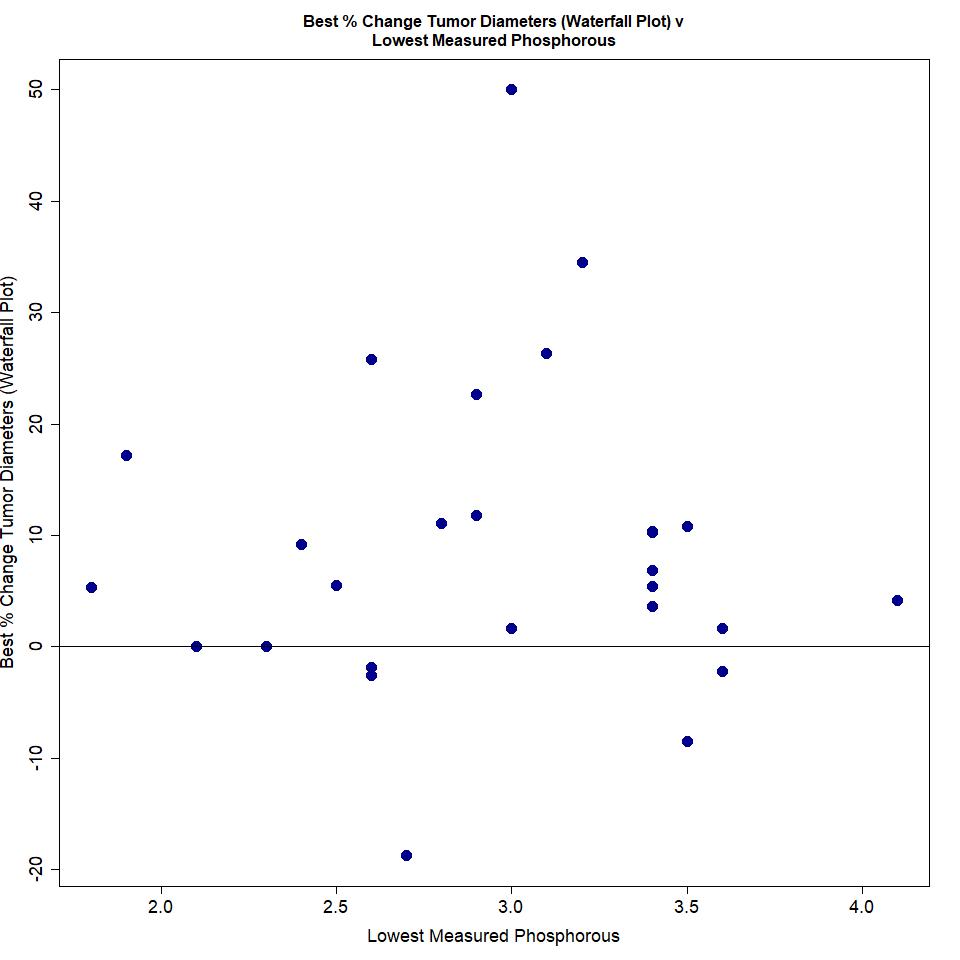 Best % Change Tumor Diameters (Waterfall Plot) v
Lowest Measured Phosphorous
Best % Change Tumor Diameters (Waterfall Plot)
50
40
30
20
10
0
-10
-20
2.0 2.5 3.0 3.5 4.0
Lowest Measured Phosphorous